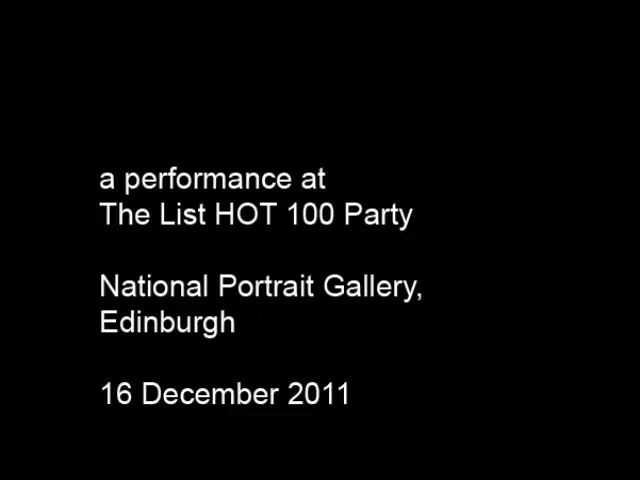 a performance at
The List HOT 100 Party
National Portrait Gallery,
Edinburgh
16 December 2011